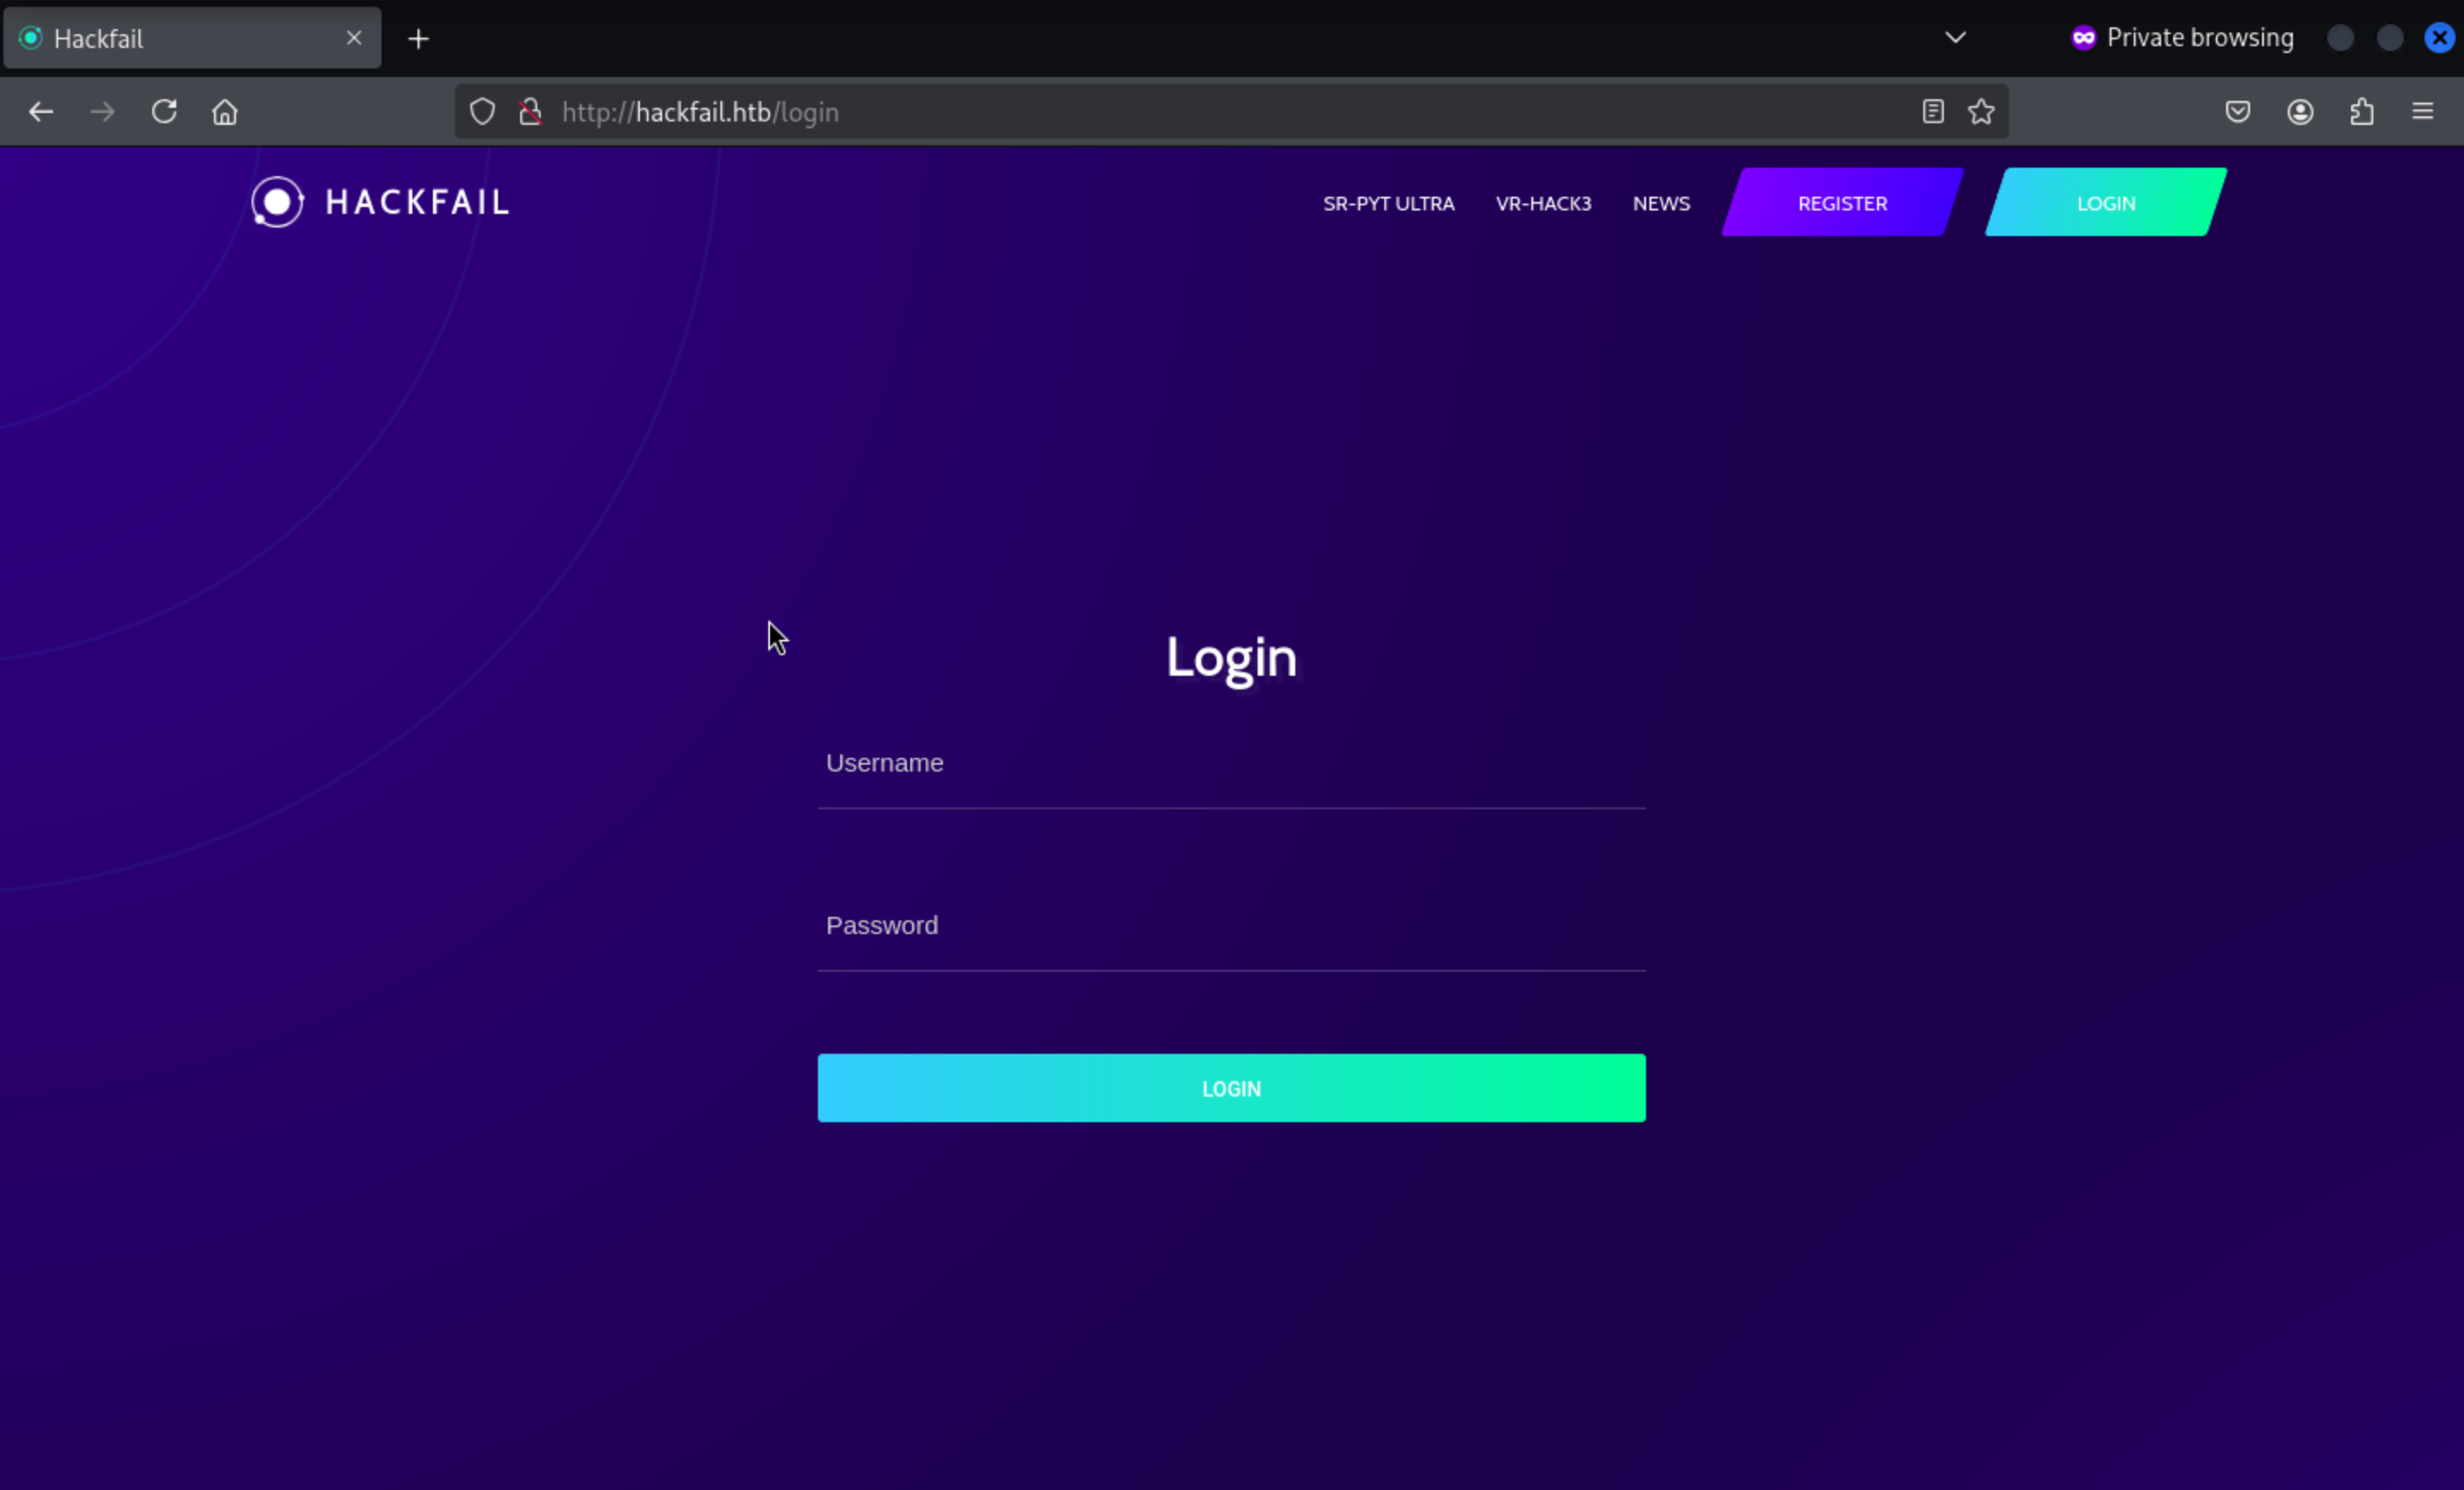 Hackfail
Private browsing
http://hackfail.htb/login
HACKFAIL
SR-PYT ULTRA
VR-HACK3
NEWS
REGISTER
LOGIN
Login
Username
Password
LOGIN